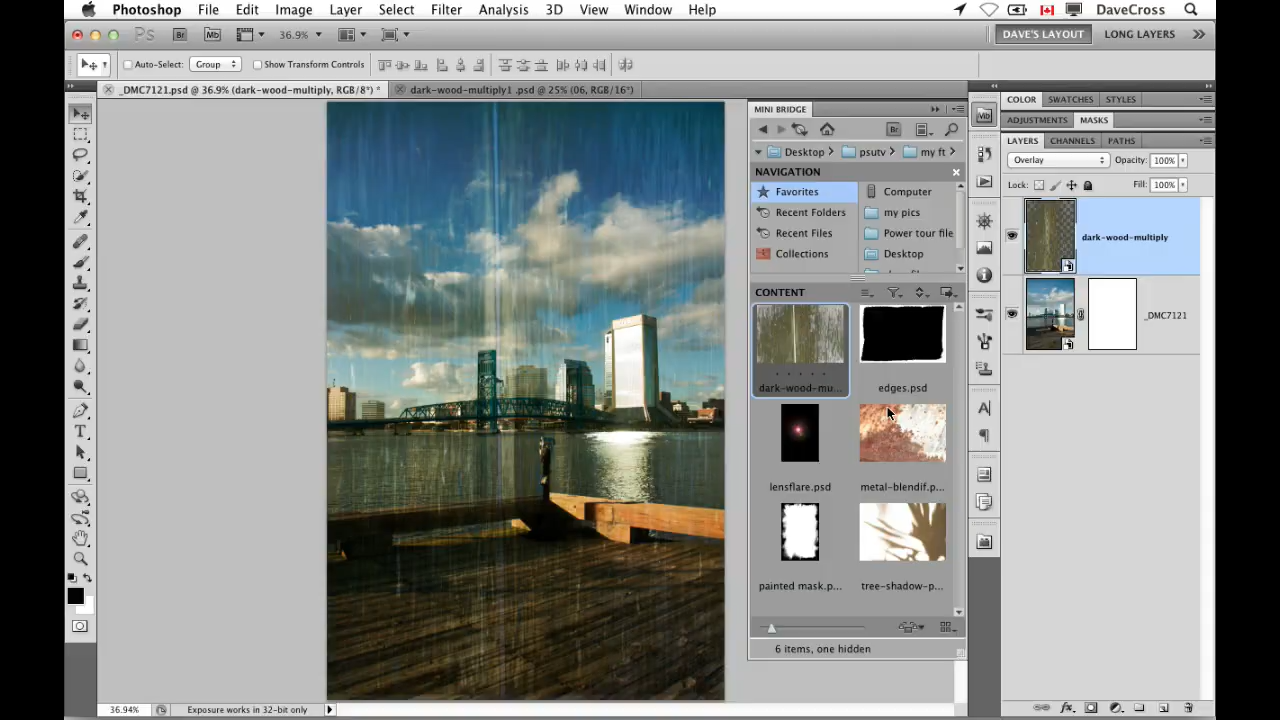 Photoshop File Edit Image Layer Select Filter Analysis 3D View Window Help DaveCross
Ps Br Mb 36.9% DAVE'S LAYOUT LONG LAYERS
Auto-Select: Group Show Transform Controls
_DMC7121.psd @ 36.9% (dark-wood-multiply, RGB/8*) * dark-wood-multiply1 .psd @ 25% (06, RGB/16*)
MINI BRIDGE
Br
Desktop psutv my ft
NAVIGATION
Favorites Computer
Recent Folders my pics
Recent Files Power tour file
Collections Desktop
CONTENT
dark-wood-mu... edges.psd
lensflare.psd metal-blendif.p...
painted mask.p... tree-shadow-p...
6 items, one hidden
Mb
COLOR SWATCHES STYLES
ADJUSTMENTS MASKS
LAYERS CHANNELS PATHS
Overlay Opacity: 100%
Lock: Fill: 100%
dark-wood-multiply
_DMC7121
36.94% Exposure works in 32-bit only